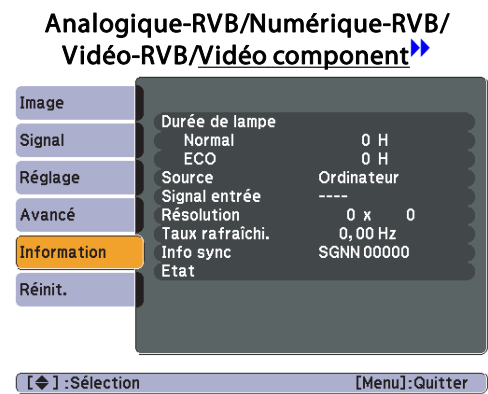 Analogique-RVB/Numérique-RVB/
Vidéo-RVB/Vidéo component
Image
Signal
Réglage
Avancé
Information
Réinit.
Durée de lampe
Normal 0 H
ECO 0 H
Source Ordinateur
Signal entrée ----
Résolution 0 x 0
Taux rafraîchi. 0, 00 Hz
Info sync SGNN 00000
Etat
[◆] :Sélection [Menu]:Quitter